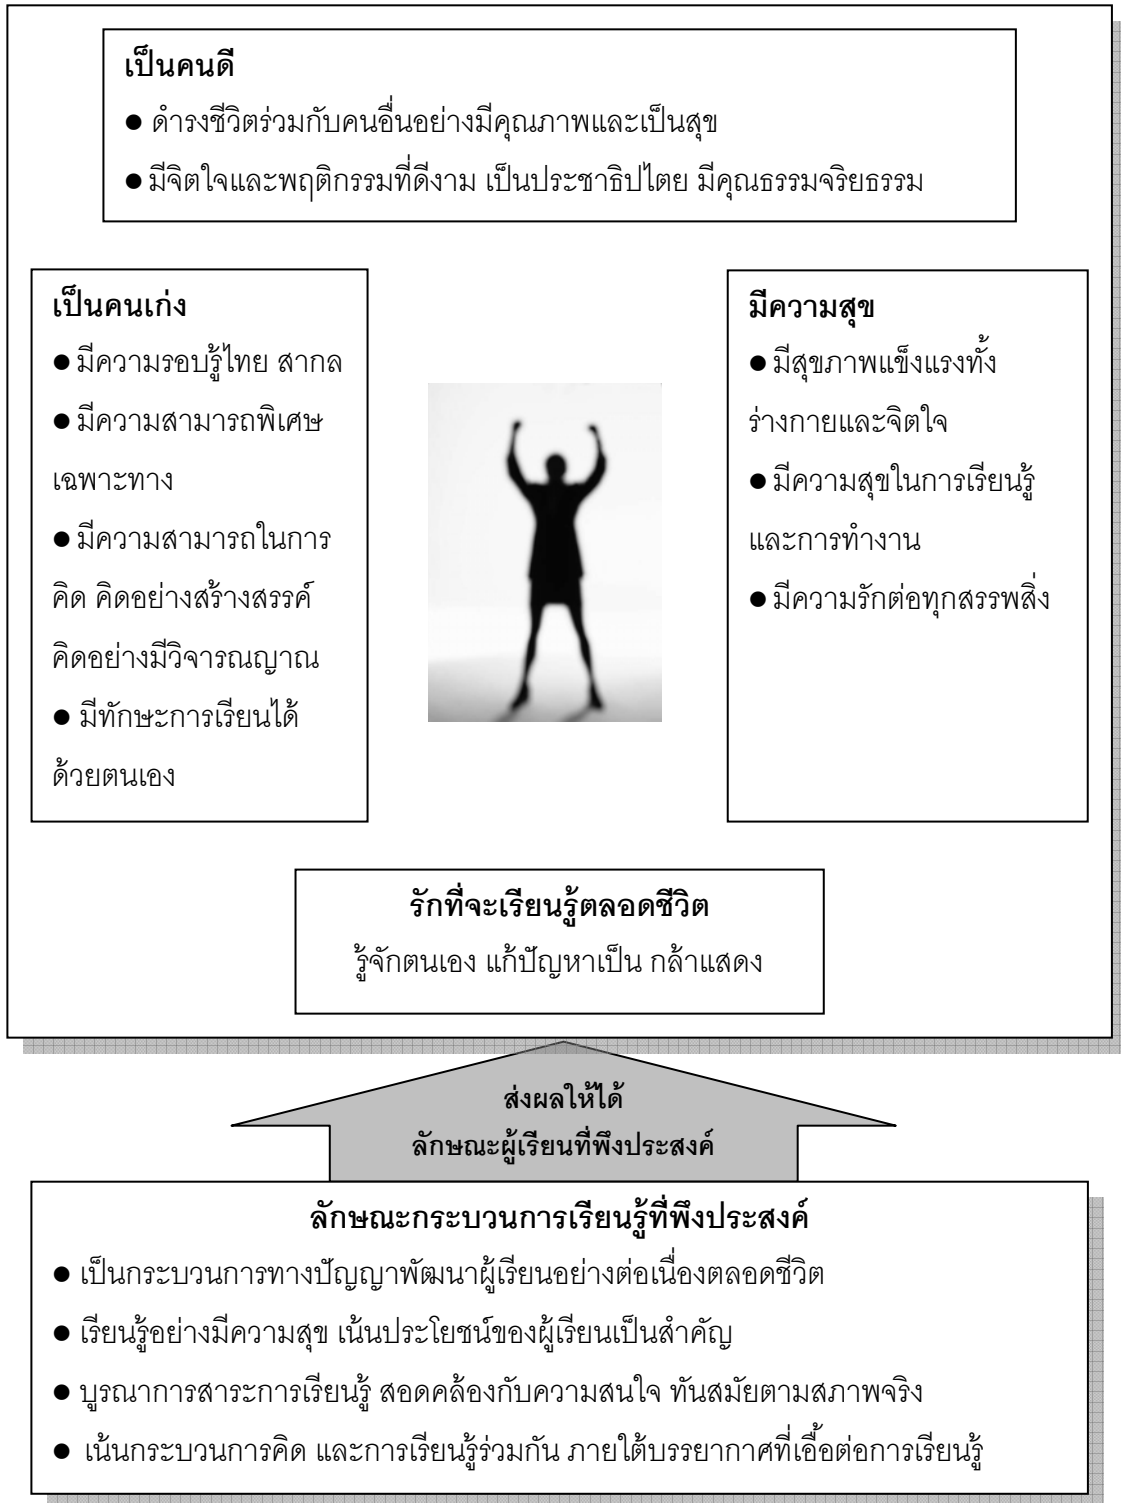 เป็นคนดี
● ดำรงชีวิตร่วมกับคนอื่นอย่างมีคุณภาพและเป็นสุข
● มีจิตใจและพฤติกรรมที่ดีงาม เป็นประชาธิปไตย มีคุณธรรมจริยธรรม
เป็นคนเก่ง
● มีความรอบรู้ไทย สากล
● มีความสามารถพิเศษ
เฉพาะทาง
● มีความสามารถในการ
คิด คิดอย่างสร้างสรรค์
คิดอย่างมีวิจารณญาณ
● มีทักษะการเรียนได้
ด้วยตนเอง
มีความสุข
● มีสุขภาพแข็งแรงทั้ง
ร่างกายและจิตใจ
● มีความสุขในการเรียนรู้
และการทำงาน
● มีความรักต่อทุกสรรพสิ่ง
รักที่จะเรียนรู้ตลอดชีวิต
รู้จักตนเอง แก้ปัญหาเป็น กล้าแสดง
ส่งผลให้ได้
ลักษณะผู้เรียนที่พึงประสงค์
ลักษณะกระบวนการเรียนรู้ที่พึงประสงค์
● เป็นกระบวนการทางปัญญาพัฒนาผู้เรียนอย่างต่อเนื่องตลอดชีวิต
● เรียนรู้อย่างมีความสุข เน้นประโยชน์ของผู้เรียนเป็นสำคัญ
● บูรณาการสาระการเรียนรู้ สอดคล้องกับความสนใจ ทันสมัยตามสภาพจริง
● เน้นกระบวนการคิด และการเรียนรู้ร่วมกัน ภายใต้บรรยากาศที่เอื้อต่อการเรียนรู้